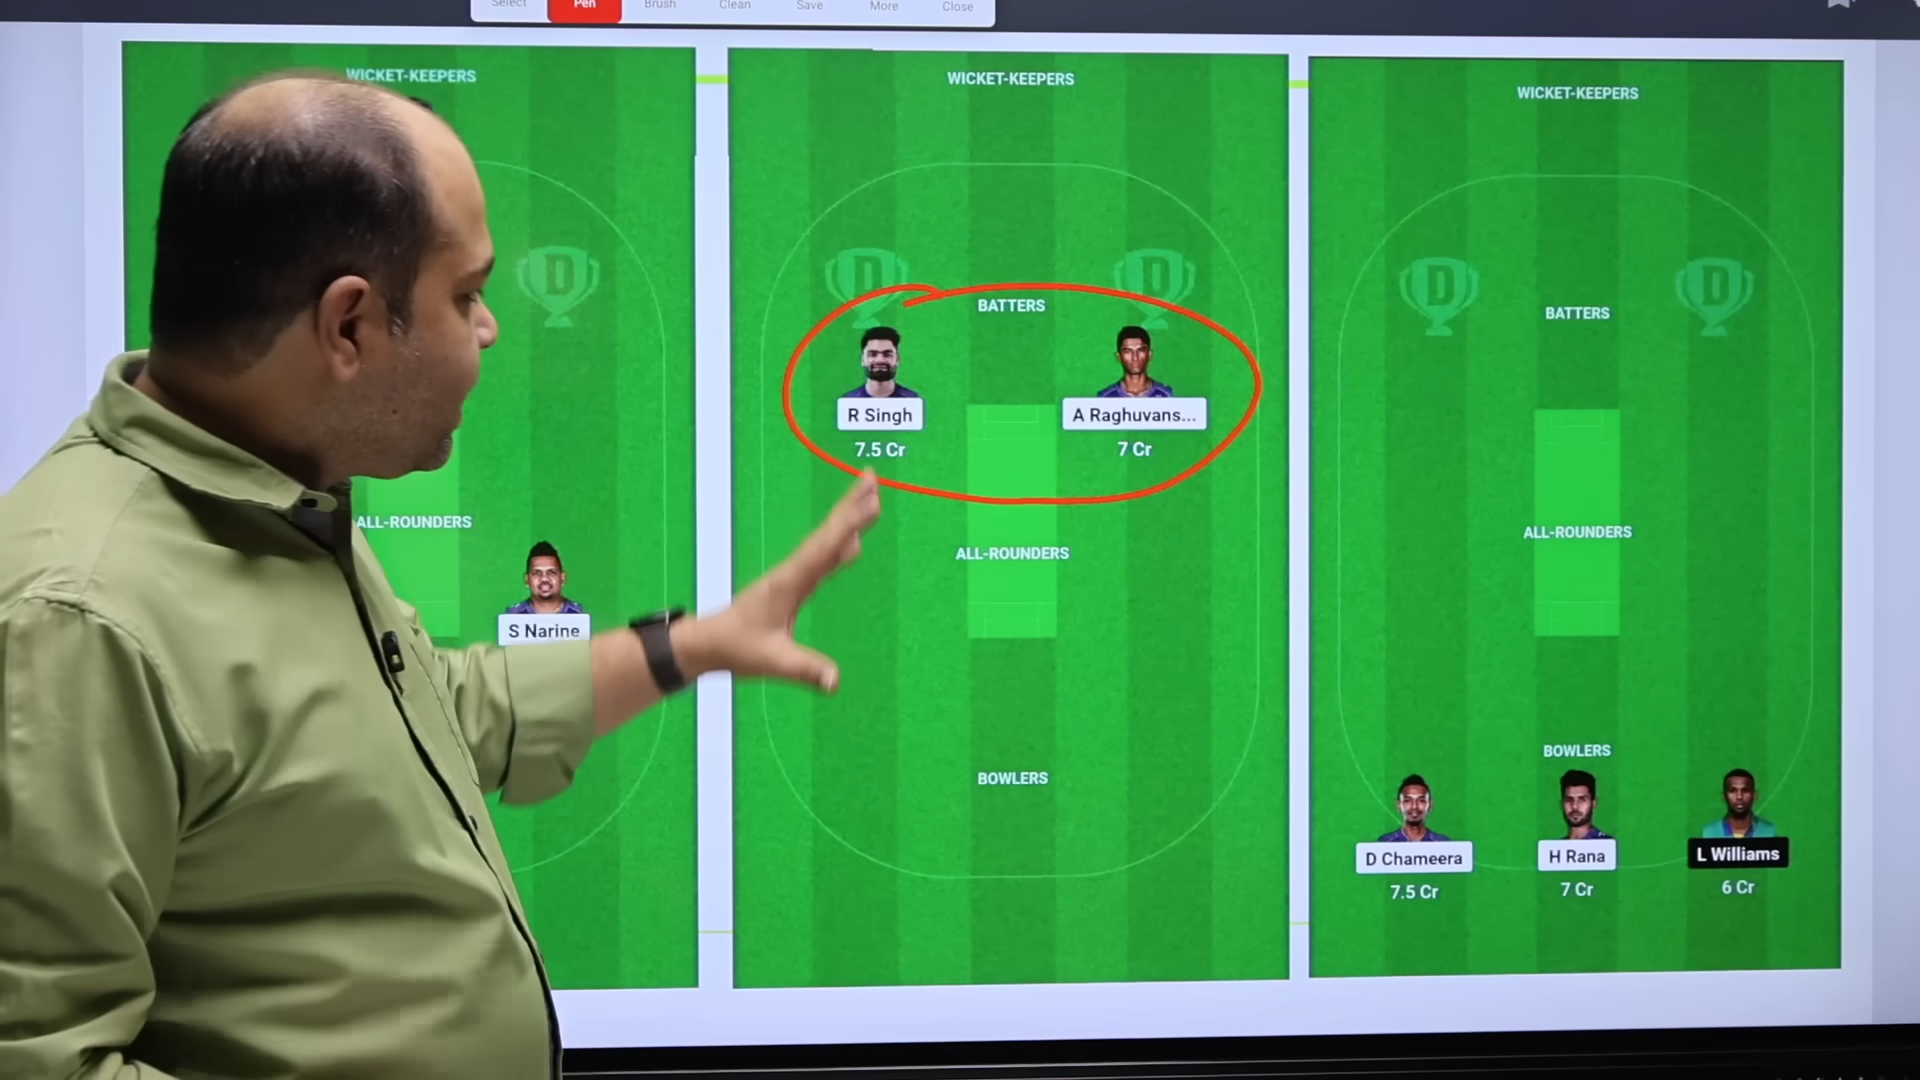 Select Pen Brush Clean Save More Close
WICKET-KEEPERS
ALL-ROUNDERS
S Narine
WICKET-KEEPERS
D D
BATTERS
R Singh
7.5 Cr
A Raghuvans...
7 Cr
ALL-ROUNDERS
BOWLERS
WICKET-KEEPERS
D D
BATTERS
ALL-ROUNDERS
BOWLERS
D Chameera
7.5 Cr
H Rana
7 Cr
L Williams
6 Cr